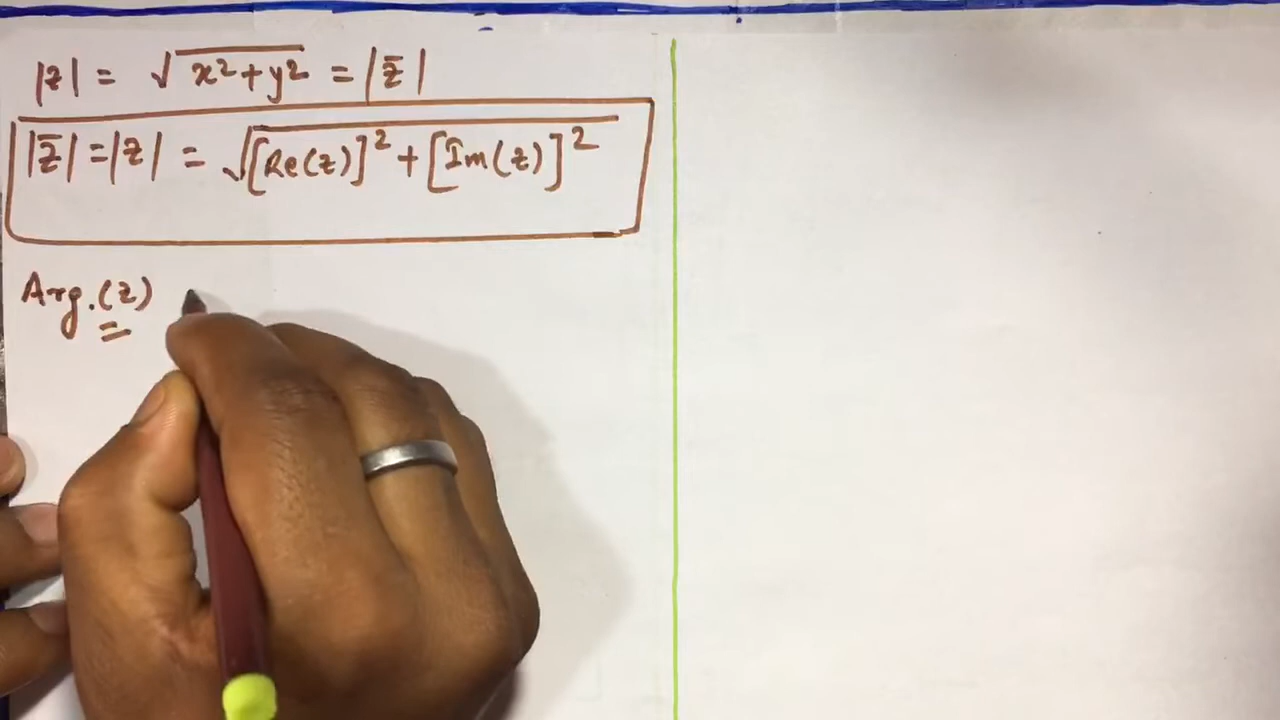 |z| = √x²+y² = |z̅|
|z̅| = |z| = √[Re(z)]² + [Im(z)]²
Arg.(z)